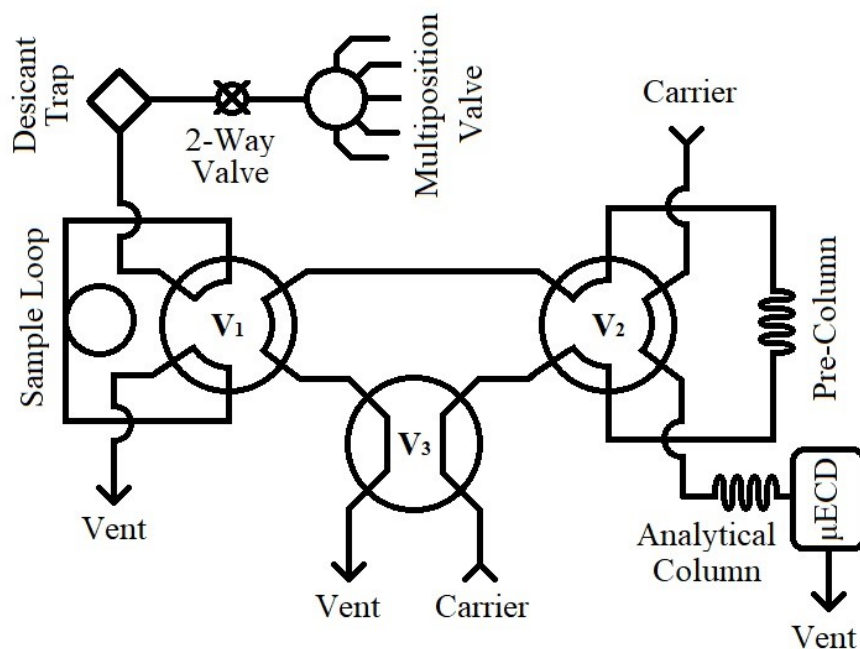 Desicant
Trap
2-Way
Valve
Multiposition
Valve
Carrier
Sample Loop
V1
V2
Pre-Column
V3
Vent
Vent
Carrier
Analytical
Column
µECD
Vent